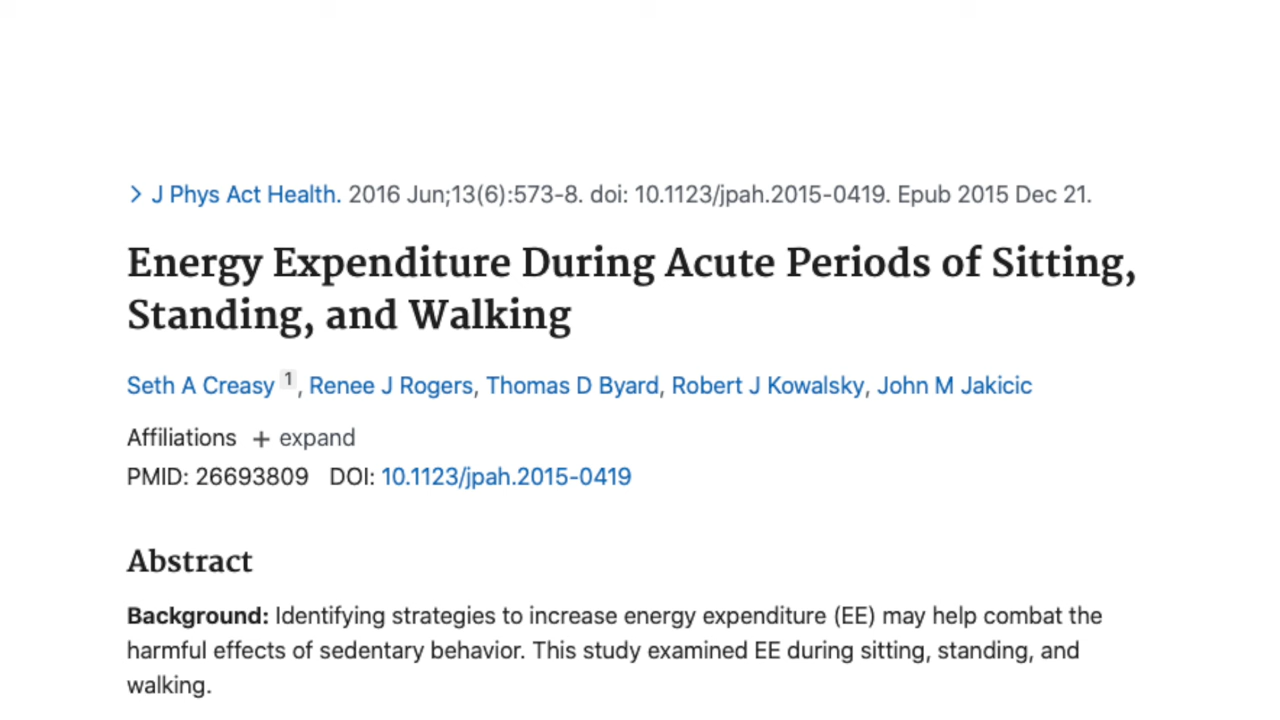 > J Phys Act Health. 2016 Jun;13(6):573-8. doi: 10.1123/jpah.2015-0419. Epub 2015 Dec 21.
Energy Expenditure During Acute Periods of Sitting,
Standing, and Walking
Seth A Creasy 1, Renee J Rogers, Thomas D Byard, Robert J Kowalsky, John M Jakicic
Affiliations + expand
PMID: 26693809 DOI: 10.1123/jpah.2015-0419
Abstract
Background: Identifying strategies to increase energy expenditure (EE) may help combat the
harmful effects of sedentary behavior. This study examined EE during sitting, standing, and
walking.